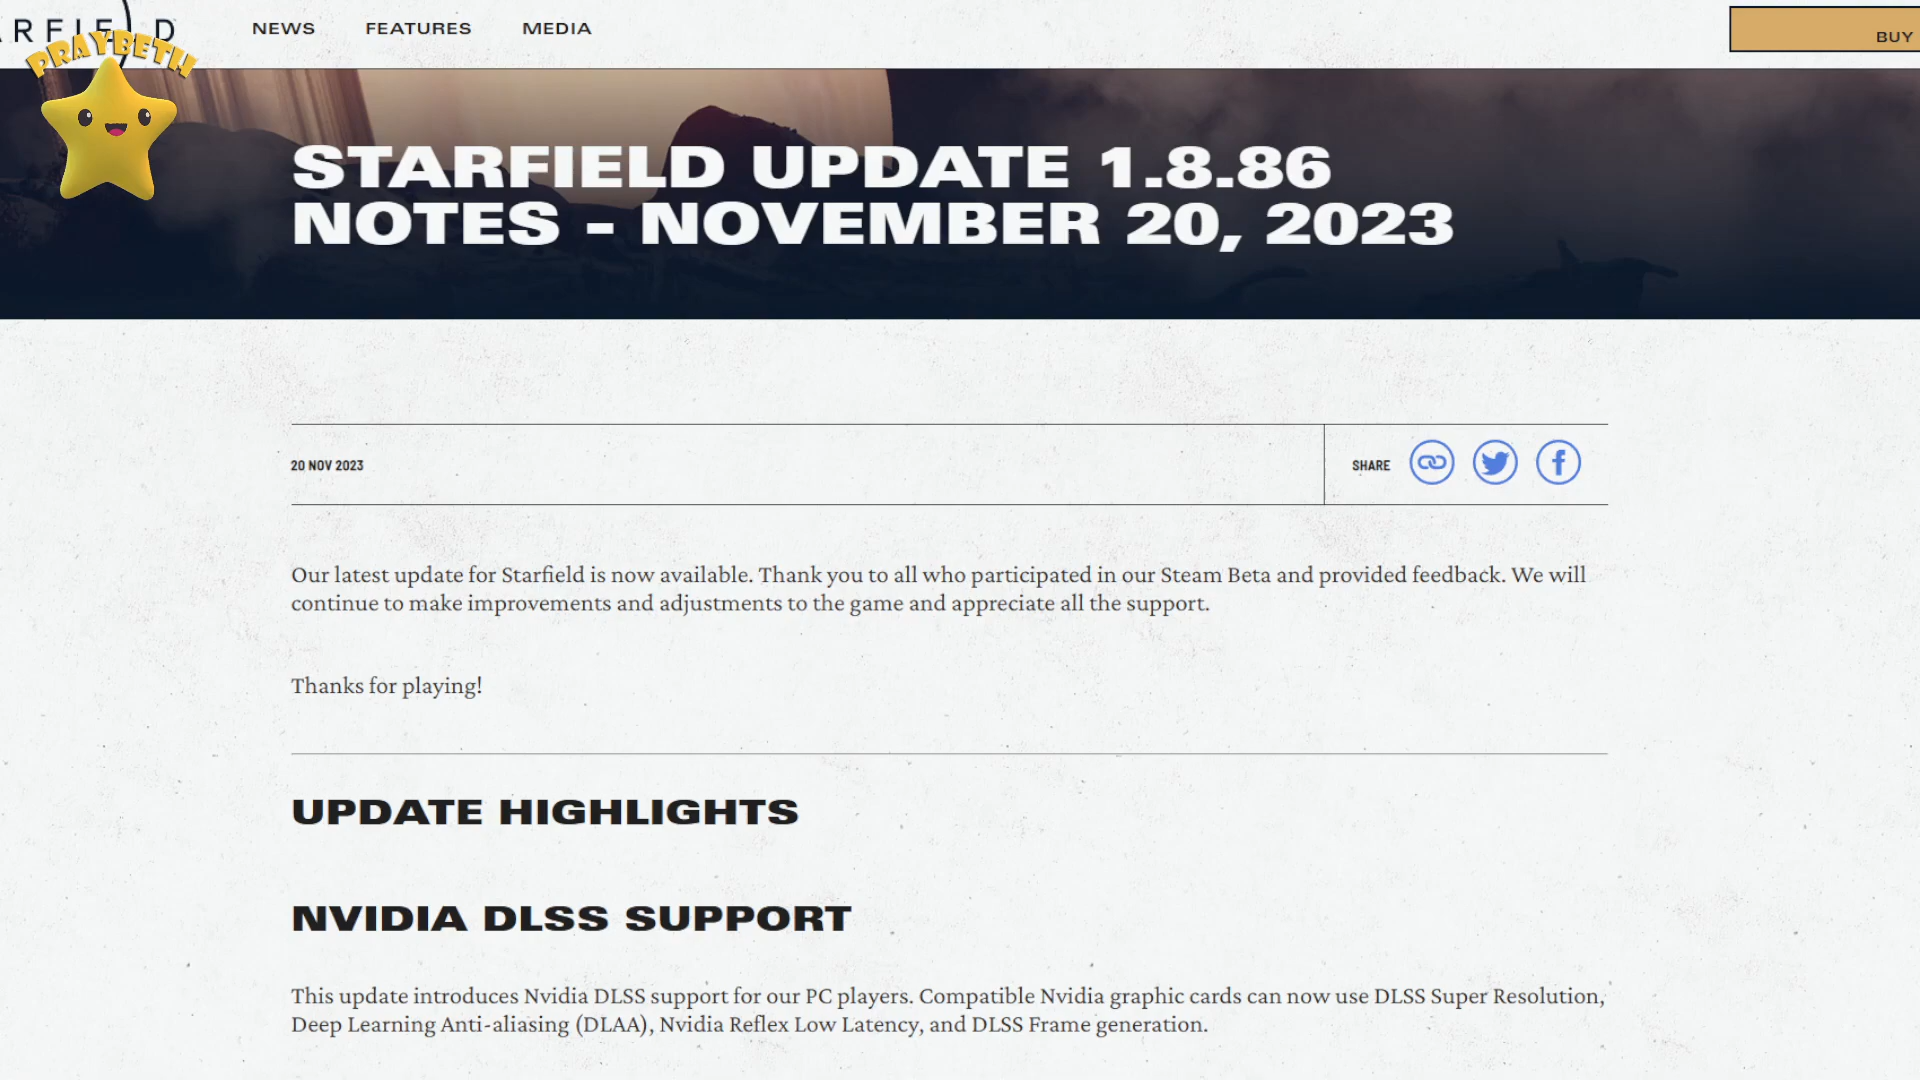 RFIELD
NEWS
FEATURES
MEDIA
BUY
PRAYBETH
STARFIELD UPDATE 1.8.86
NOTES - NOVEMBER 20, 2023
20 NOV 2023
SHARE
Our latest update for Starfield is now available. Thank you to all who participated in our Steam Beta and provided feedback. We will
continue to make improvements and adjustments to the game and appreciate all the support.
Thanks for playing!
UPDATE HIGHLIGHTS
NVIDIA DLSS SUPPORT
This update introduces Nvidia DLSS support for our PC players. Compatible Nvidia graphic cards can now use DLSS Super Resolution,
Deep Learning Anti-aliasing (DLAA), Nvidia Reflex Low Latency, and DLSS Frame generation.